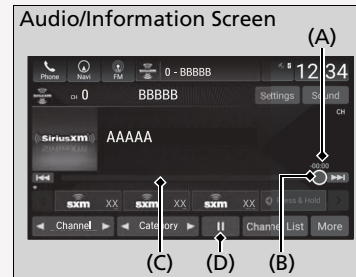 Audio/Information Screen
(A)
Phone Navi FM 0 - BBBBB 12:34
CH 0 BBBBB Settings Sound
CH
((SiriusXM)) AAAAA
-00:00
sxm XX sxm XX sxm XX Press & Hold
Channel Category Channel List More
(C) (D) (B)